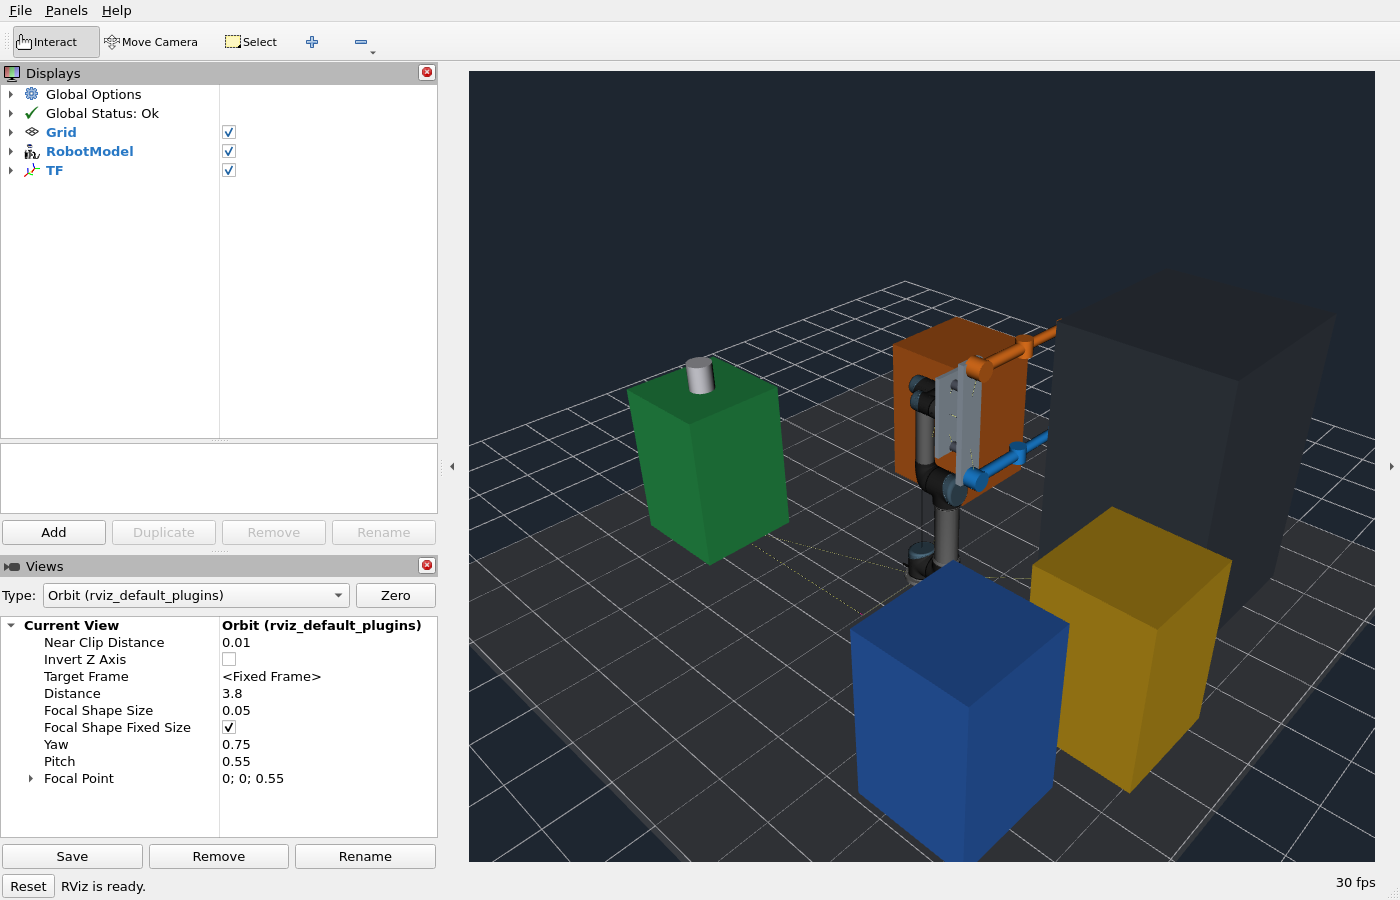 File Panels Help
Interact Move Camera Select
Displays
Global Options
Global Status: Ok
Grid
RobotModel
TF
Add Duplicate Remove Rename
Views
Type: Orbit (rviz_default_plugins) Zero
Current View Orbit (rviz_default_plugins)
Near Clip Distance 0.01
Invert Z Axis
Target Frame <Fixed Frame>
Distance 3.8
Focal Shape Size 0.05
Focal Shape Fixed Size
Yaw 0.75
Pitch 0.55
Focal Point 0; 0; 0.55
Save Remove Rename
Reset RViz is ready. 30 fps